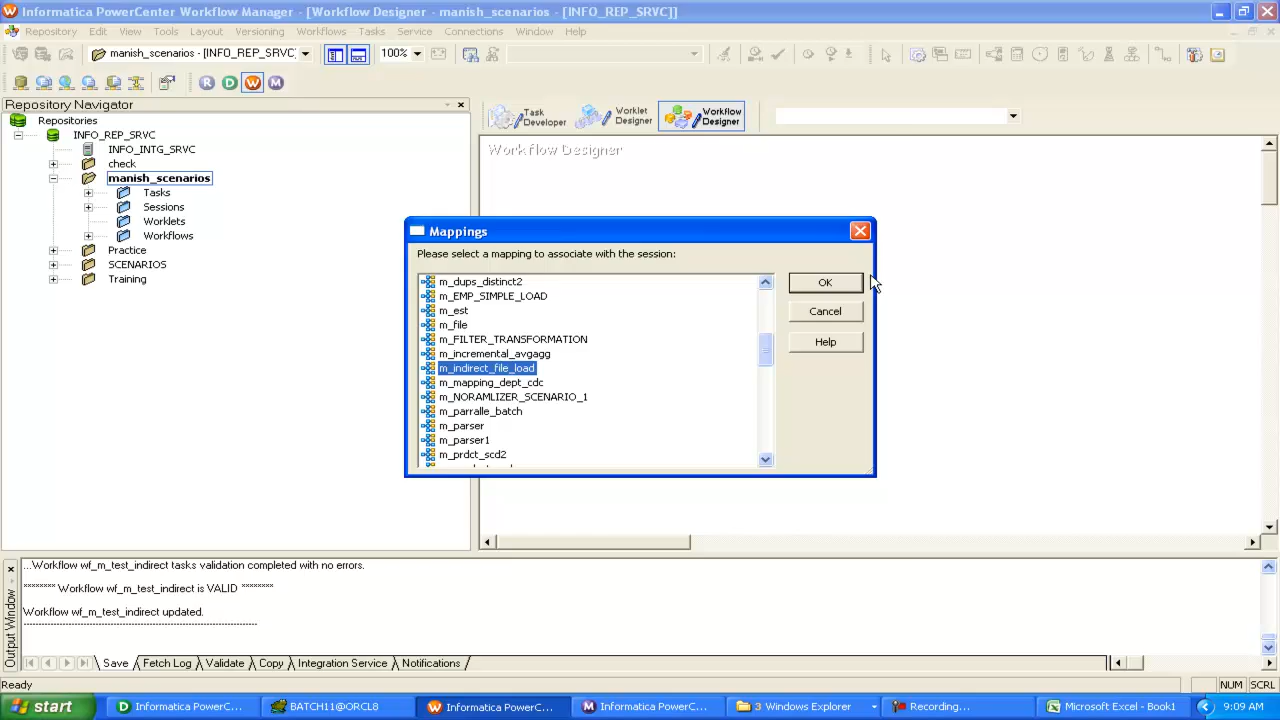 Informatica PowerCenter Workflow Manager - [Workflow Designer - manish_scenarios - [INFO_REP_SRVC]]
Repository Edit View Tools Layout Versioning Workflows Tasks Service Connections Window Help
manish_scenarios - [INFO_REP_SRVC] 100%
R D W M
Repository Navigator
Repositories
INFO_REP_SRVC
INFO_INTG_SRVC
check
manish_scenarios
Tasks
Sessions
Worklets
Workflows
Practice
SCENARIOS
Training
Task Developer
Worklet Designer
Workflow Designer
Workflow Designer
Mappings
Please select a mapping to associate with the session:
m_dups_distinct2
m_EMP_SIMPLE_LOAD
m_est
m_file
m_FILTER_TRANSFORMATION
m_incremental_avgagg
m_indirect_file_load
m_mapping_dept_cdc
m_NORAMLIZER_SCENARIO_1
m_parralle_batch
m_parser
m_parser1
m_prdct_scd2
OK
Cancel
Help
...Workflow wf_m_test_indirect tasks validation completed with no errors.
******** Workflow wf_m_test_indirect is VALID ********
Workflow wf_m_test_indirect updated.
Output Window
Save Fetch Log Validate Copy Integration Service Notifications
Ready NUM SCRL
start Informatica PowerC... BATCH11@ORCL8 Informatica PowerC... Informatica PowerC... 3 Windows Explorer Recording... Microsoft Excel - Book1 9:09 AM